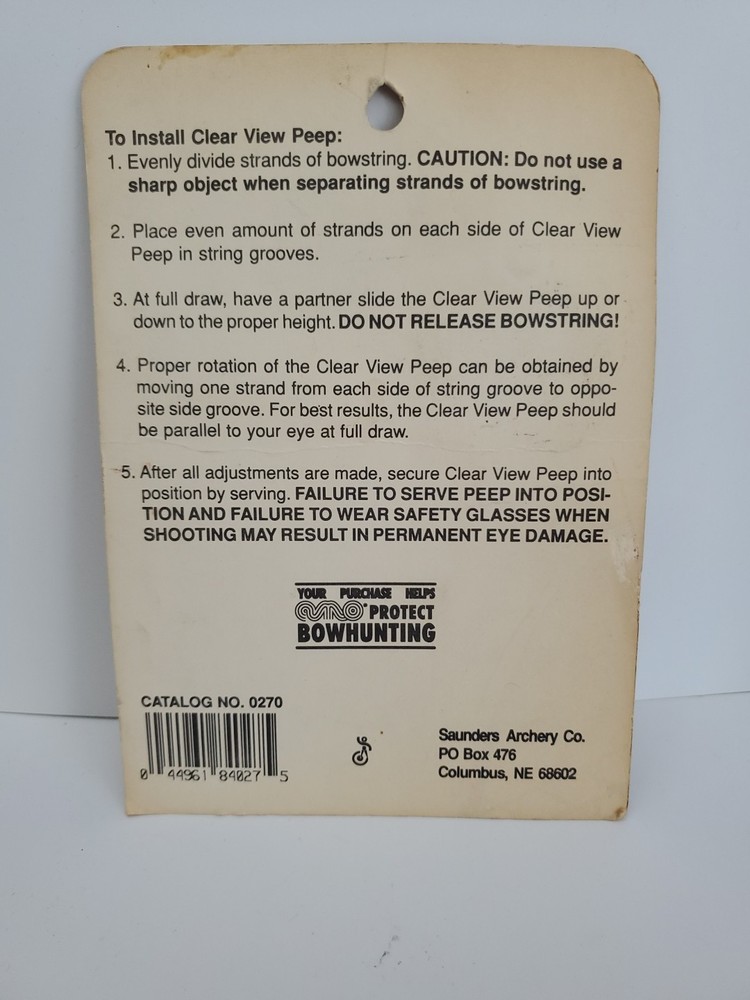 To Install Clear View Peep:
1. Evenly divide strands of bowstring. CAUTION: Do not use a
sharp object when separating strands of bowstring.
2. Place even amount of strands on each side of Clear View
Peep in string grooves.
3. At full draw, have a partner slide the Clear View Peep up or
down to the proper height. DO NOT RELEASE BOWSTRING!
4. Proper rotation of the Clear View Peep can be obtained by
moving one strand from each side of string groove to oppo-
site side groove. For best results, the Clear View Peep should
be parallel to your eye at full draw.
5. After all adjustments are made, secure Clear View Peep into
position by serving. FAILURE TO SERVE PEEP INTO POSI-
TION AND FAILURE TO WEAR SAFETY GLASSES WHEN
SHOOTING MAY RESULT IN PERMANENT EYE DAMAGE.
YOUR PURCHASE HELPS
AMO PROTECT
BOWHUNTING
CATALOG NO. 0270
0 44961 84027 5
Saunders Archery Co.
PO Box 476
Columbus, NE 68602